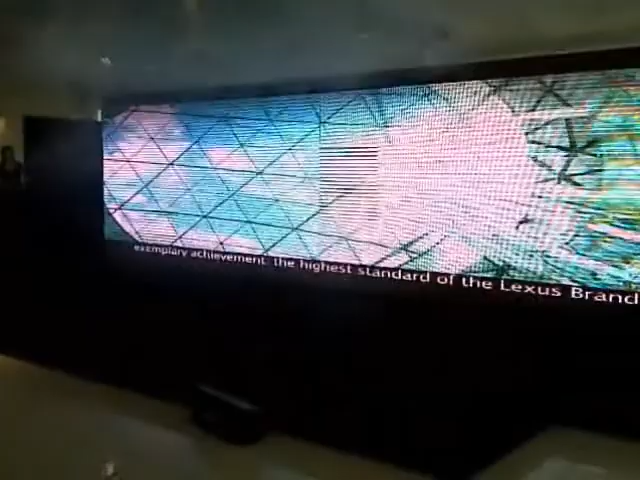 exemplary achievement: the highest standard of the Lexus Brand